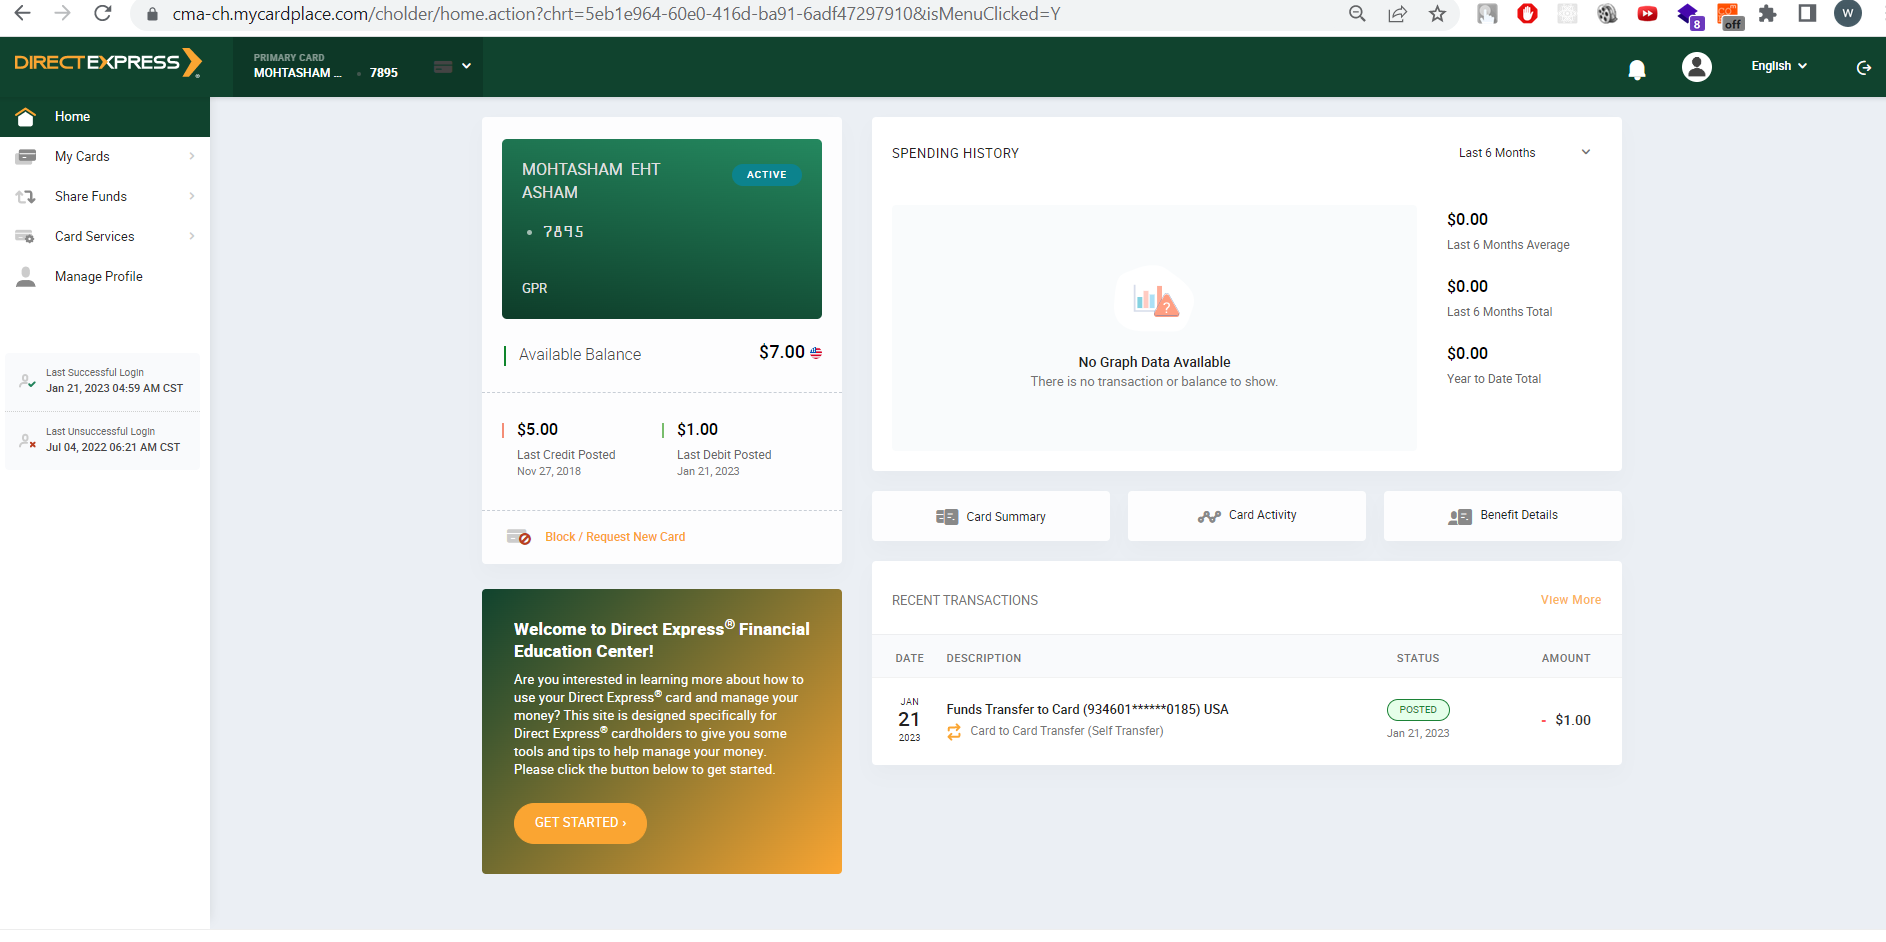 cma-ch.mycardplace.com/cholder/home.action?chrt=5eb1e964-60e0-416d-ba91-6adf47297910&isMenuClicked=Y
8
off
W
DIRECTEXPRESS
PRIMARY CARD
MOHTASHAM ... • 7895
English
Home
My Cards
Share Funds
Card Services
Manage Profile
Last Successful Login
Jan 21, 2023 04:59 AM CST
Last Unsuccessful Login
Jul 04, 2022 06:21 AM CST
MOHTASHAM EHT
ASHAM
ACTIVE
• 7895
GPR
Available Balance $7.00
$5.00
Last Credit Posted
Nov 27, 2018
$1.00
Last Debit Posted
Jan 21, 2023
Block / Request New Card
Welcome to Direct Express® Financial
Education Center!
Are you interested in learning more about how to
use your Direct Express® card and manage your
money? This site is designed specifically for
Direct Express® cardholders to give you some
tools and tips to help manage your money.
Please click the button below to get started.
GET STARTED ›
SPENDING HISTORY
Last 6 Months
?
No Graph Data Available
There is no transaction or balance to show.
$0.00
Last 6 Months Average
$0.00
Last 6 Months Total
$0.00
Year to Date Total
Card Summary
Card Activity
Benefit Details
RECENT TRANSACTIONS
View More
DATE DESCRIPTION STATUS AMOUNT
JAN
21
2023
Funds Transfer to Card (934601******0185) USA
Card to Card Transfer (Self Transfer)
POSTED
Jan 21, 2023
- $1.00